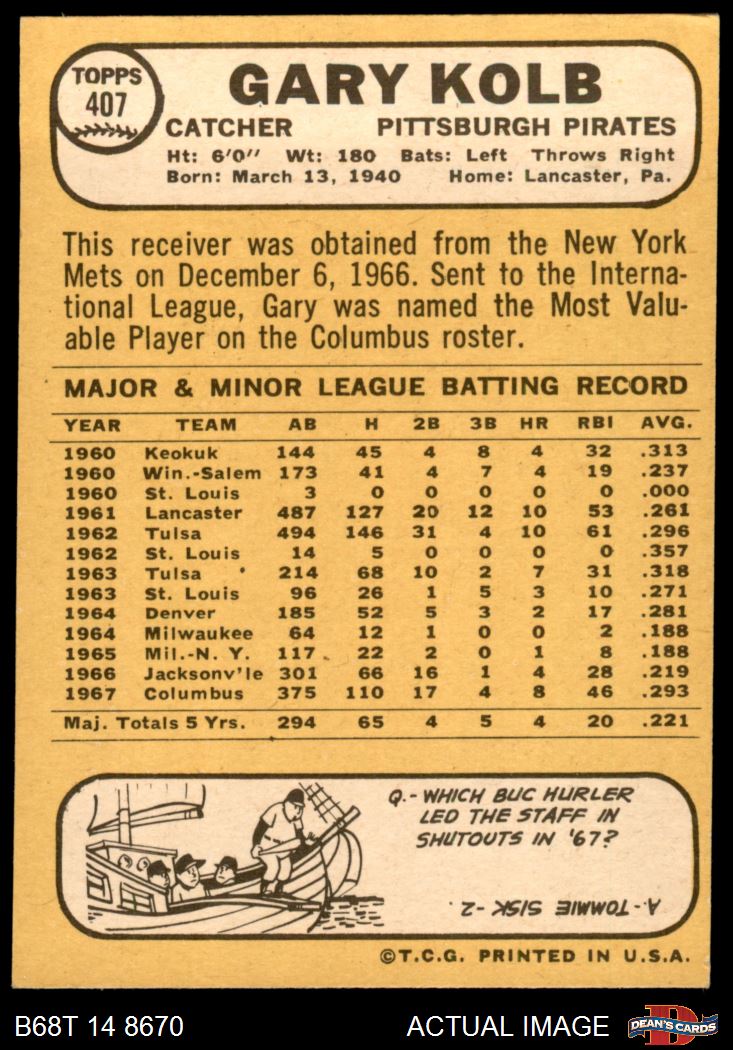 TOPPS
407
GARY KOLB
CATCHER PITTSBURGH PIRATES
Ht: 6'0" Wt: 180 Bats: Left Throws Right
Born: March 13, 1940 Home: Lancaster, Pa.
This receiver was obtained from the New York
Mets on December 6, 1966. Sent to the Interna-
tional League, Gary was named the Most Valu-
able Player on the Columbus roster.
MAJOR & MINOR LEAGUE BATTING RECORD
YEAR TEAM AB H 2B 3B HR RBI AVG.
1960 Keokuk 144 45 4 8 4 32 .313
1960 Win.-Salem 173 41 4 7 4 19 .237
1960 St. Louis 3 0 0 0 0 0 .000
1961 Lancaster 487 127 20 12 10 53 .261
1962 Tulsa 494 146 31 4 10 61 .296
1962 St. Louis 14 5 0 0 0 0 .357
1963 Tulsa 214 68 10 2 7 31 .318
1963 St. Louis 96 26 1 5 3 10 .271
1964 Denver 185 52 5 3 2 17 .281
1964 Milwaukee 64 12 1 0 0 2 .188
1965 Mil.-N. Y. 117 22 2 0 1 8 .188
1966 Jacksonv'le 301 66 16 1 4 28 .219
1967 Columbus 375 110 17 4 8 46 .293
Maj. Totals 5 Yrs. 294 65 4 5 4 20 .221
Q.- WHICH BUC HURLER
LED THE STAFF IN
SHUTOUTS IN '67?
A.- TOMMIE SISK -2.
©T.C.G. PRINTED IN U.S.A.
B68T 14 8670 ACTUAL IMAGE DEAN'S CARDS